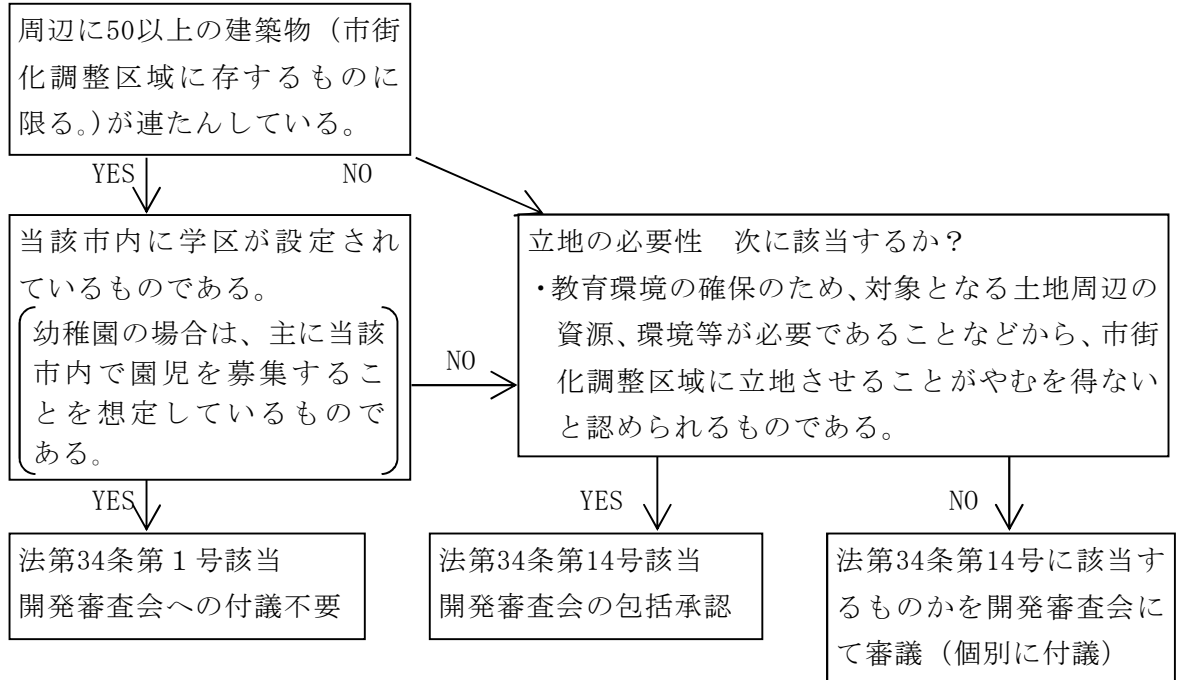 周辺に50以上の建築物（市街
化調整区域に存するものに
限る。）が連たんしている。
YES
NO
当該市内に学区が設定され
ているものである。
幼稚園の場合は、主に当該
市内で園児を募集するこ
とを想定しているもので
ある。
NO
立地の必要性　次に該当するか？
・教育環境の確保のため、対象となる土地周辺の
資源、環境等が必要であることなどから、市街
化調整区域に立地させることがやむを得ない
と認められるものである。
YES
YES
NO
法第34条第１号該当
開発審査会への付議不要
法第34条第14号該当
開発審査会の包括承認
法第34条第14号に該当す
るものかを開発審査会に
て審議（個別に付議）